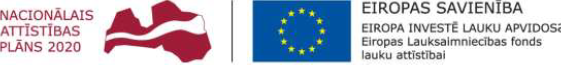 NACIONĀLAIS
ATTĪSTĪBAS
PLĀNS 2020
EIROPAS SAVIENĪBA
EIROPA INVESTĒ LAUKU APVIDOS
Eiropas Lauksaimniecības fonds
lauku attīstībai